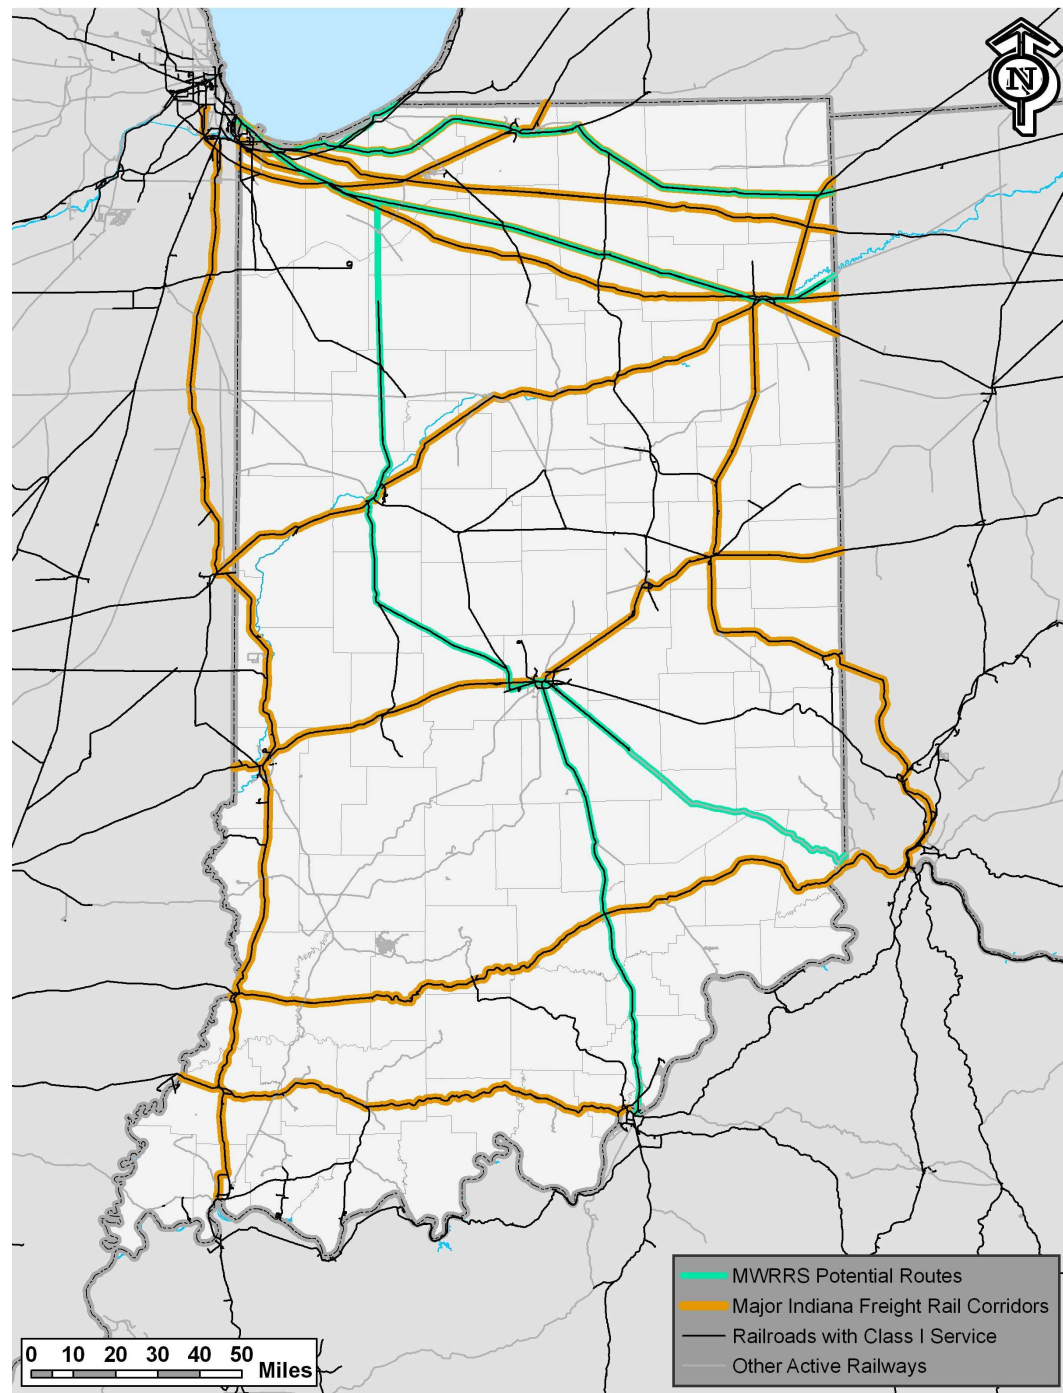 N
MWRRS Potential Routes
Major Indiana Freight Rail Corridors
Railroads with Class I Service
Other Active Railways
0 10 20 30 40 50
Miles